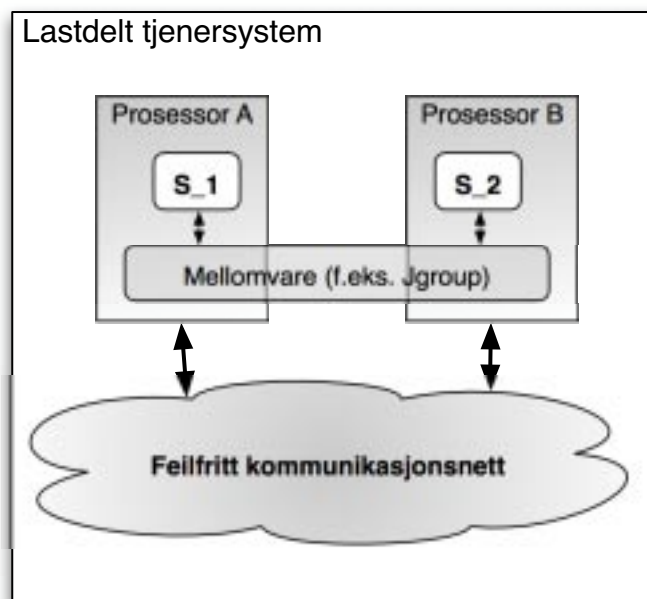 Lastdelt tjenersystem
Prosessor A
Prosessor B
S_1
S_2
Mellomvare (f.eks. Jgroup)
Feilfritt kommunikasjonsnett